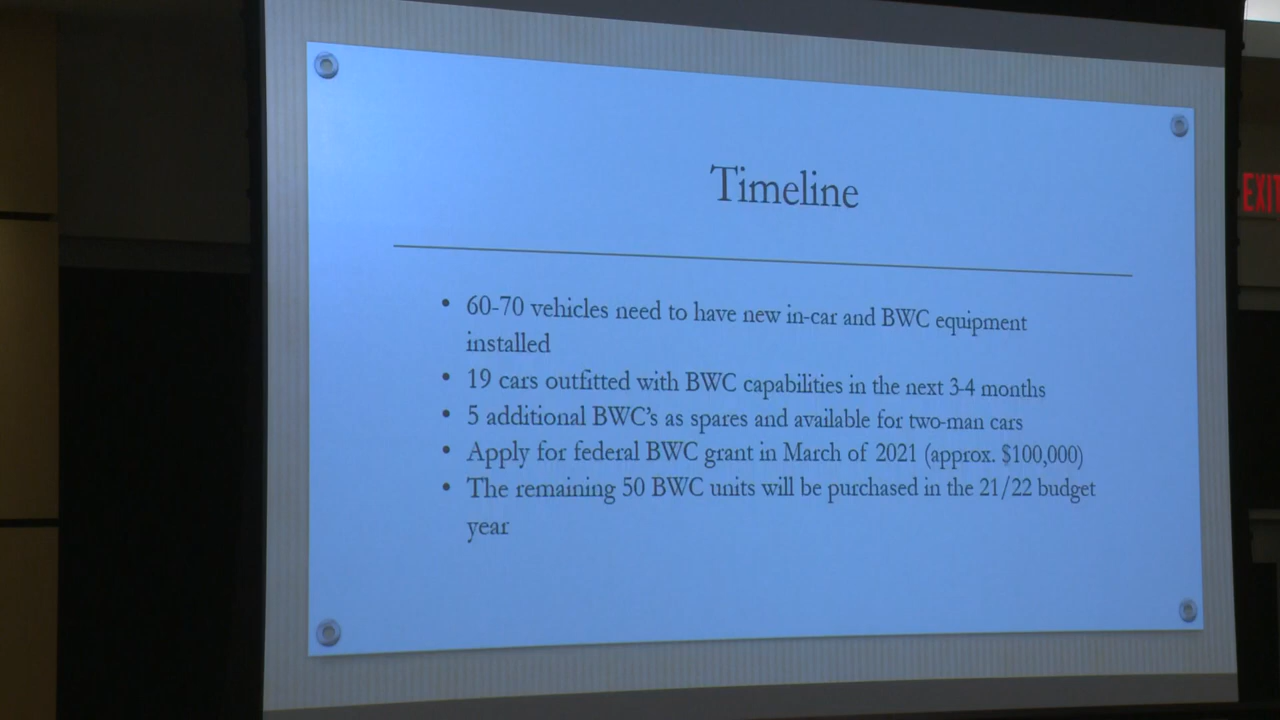 Timeline
• 60-70 vehicles need to have new in-car and BWC equipment
installed
• 19 cars outfitted with BWC capabilities in the next 3-4 months
• 5 additional BWC's as spares and available for two-man cars
• Apply for federal BWC grant in March of 2021 (approx. $100,000)
• The remaining 50 BWC units will be purchased in the 21/22 budget
year
EXIT